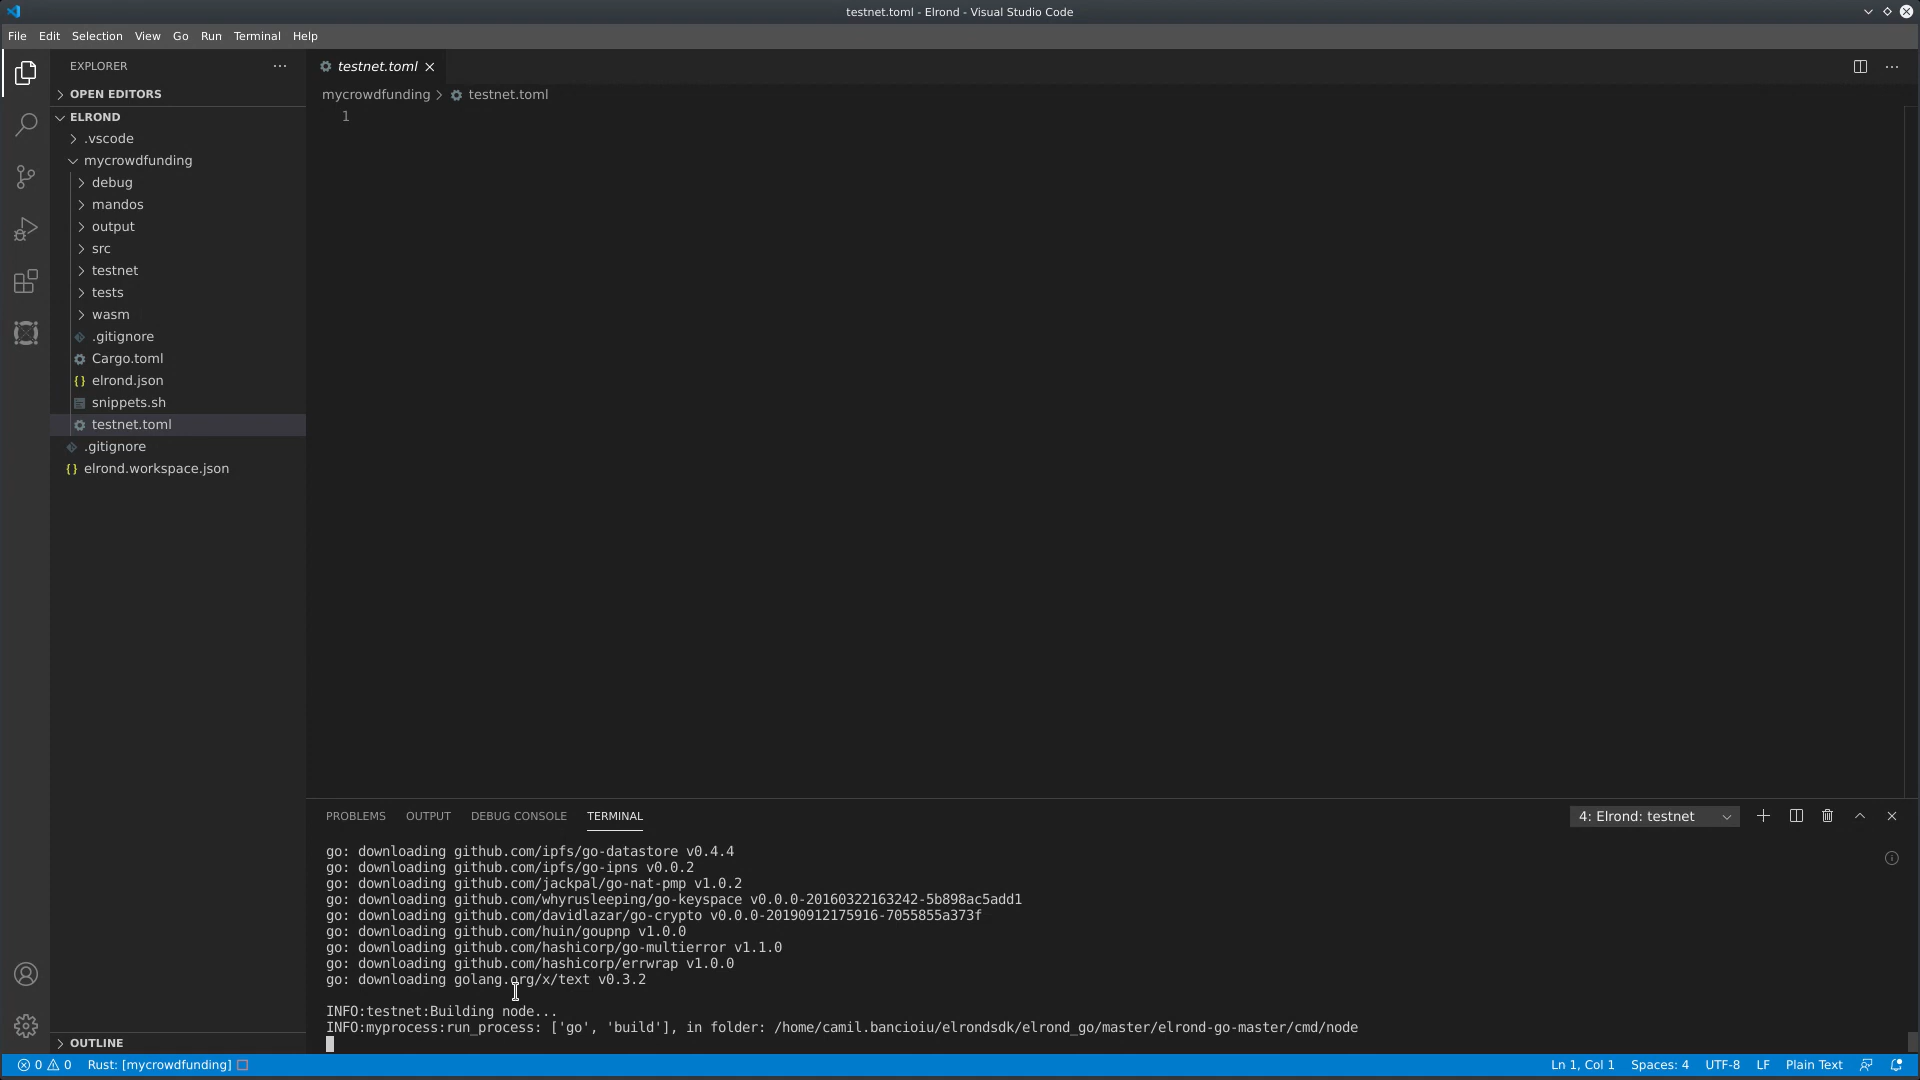 testnet.toml - Elrond - Visual Studio Code
File Edit Selection View Go Run Terminal Help
EXPLORER
OPEN EDITORS
ELROND
.vscode
mycrowdfunding
debug
mandos
output
src
testnet
tests
wasm
.gitignore
Cargo.toml
elrond.json
snippets.sh
testnet.toml
.gitignore
elrond.workspace.json
OUTLINE
testnet.toml
mycrowdfunding > testnet.toml
1
PROBLEMS OUTPUT DEBUG CONSOLE TERMINAL 4: Elrond: testnet
go: downloading github.com/ipfs/go-datastore v0.4.4
go: downloading github.com/ipfs/go-ipns v0.0.2
go: downloading github.com/jackpal/go-nat-pmp v1.0.2
go: downloading github.com/whyrusleeping/go-keyspace v0.0.0-20160322163242-5b898ac5add1
go: downloading github.com/davidlazar/go-crypto v0.0.0-20190912175916-7055855a373f
go: downloading github.com/huin/goupnp v1.0.0
go: downloading github.com/hashicorp/go-multierror v1.1.0
go: downloading github.com/hashicorp/errwrap v1.0.0
go: downloading golang.org/x/text v0.3.2
INFO:testnet:Building node...
INFO:myprocess:run_process: ['go', 'build'], in folder: /home/camil.bancioiu/elrondsdk/elrond_go/master/elrond-go-master/cmd/node
0 0 Rust: [mycrowdfunding] Ln 1, Col 1 Spaces: 4 UTF-8 LF Plain Text